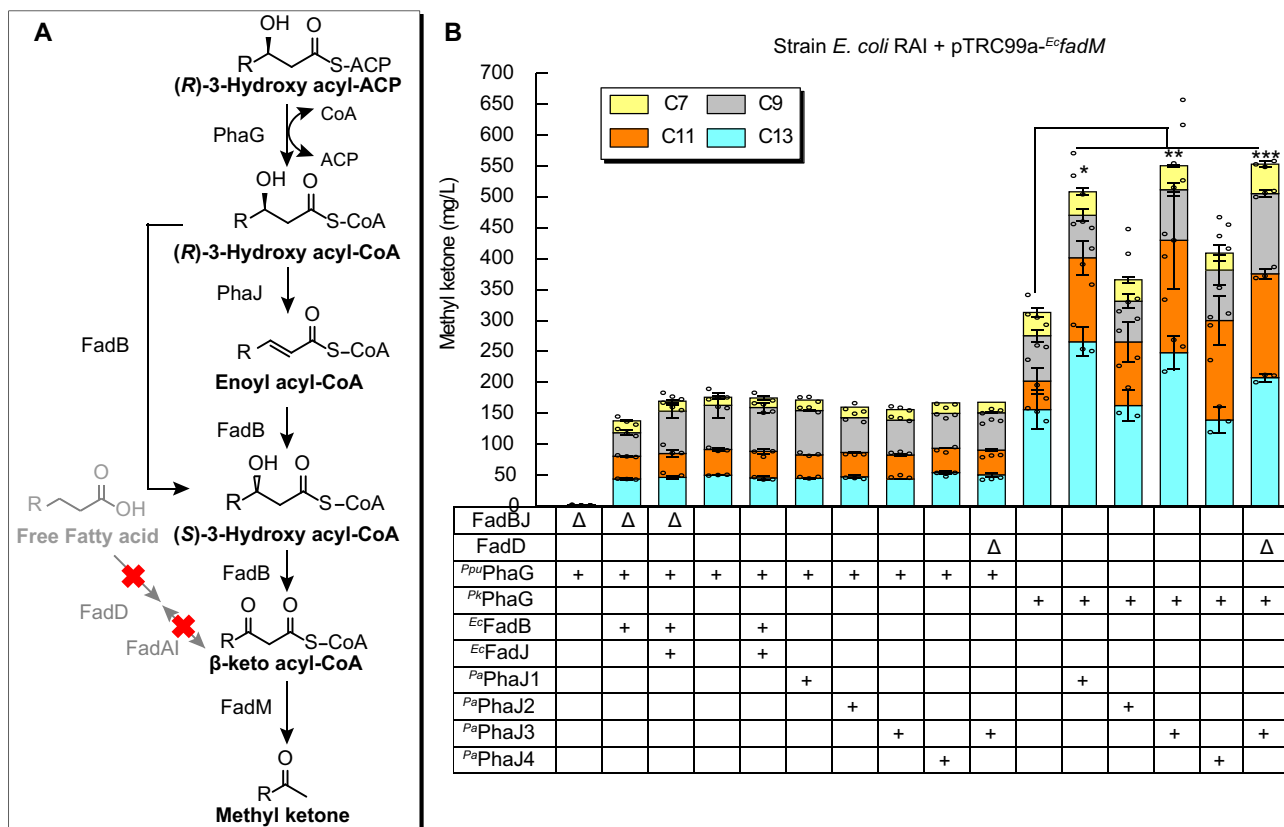 A
OH
O
R
S-ACP
(R)-3-Hydroxy acyl-ACP
PhaG
CoA
ACP
OH
O
R
S-CoA
(R)-3-Hydroxy acyl-CoA
PhaJ
FadB
O
R
S-CoA
Enoyl acyl-CoA
FadB
OH
O
R
S-CoA
(S)-3-Hydroxy acyl-CoA
O
R
OH
Free Fatty acid
FadD
FadAI
FadB
O
O
R
S-CoA
β-keto acyl-CoA
FadM
O
R
Methyl ketone
B
Strain E. coli RAI + pTRC99a-EcfadM
Methyl ketone (mg/L)
700
650
600
550
500
450
400
350
300
250
200
150
100
50
0
C7 C9
C11 C13
* ** ***
FadBJ Δ Δ Δ
FadD Δ Δ
PpuPhaG + + + + + + + + + +
PkPhaG + + + + + +
EcFadB + + +
EcFadJ + +
PaPhaJ1 + +
PaPhaJ2 + +
PaPhaJ3 + + + +
PaPhaJ4 + +